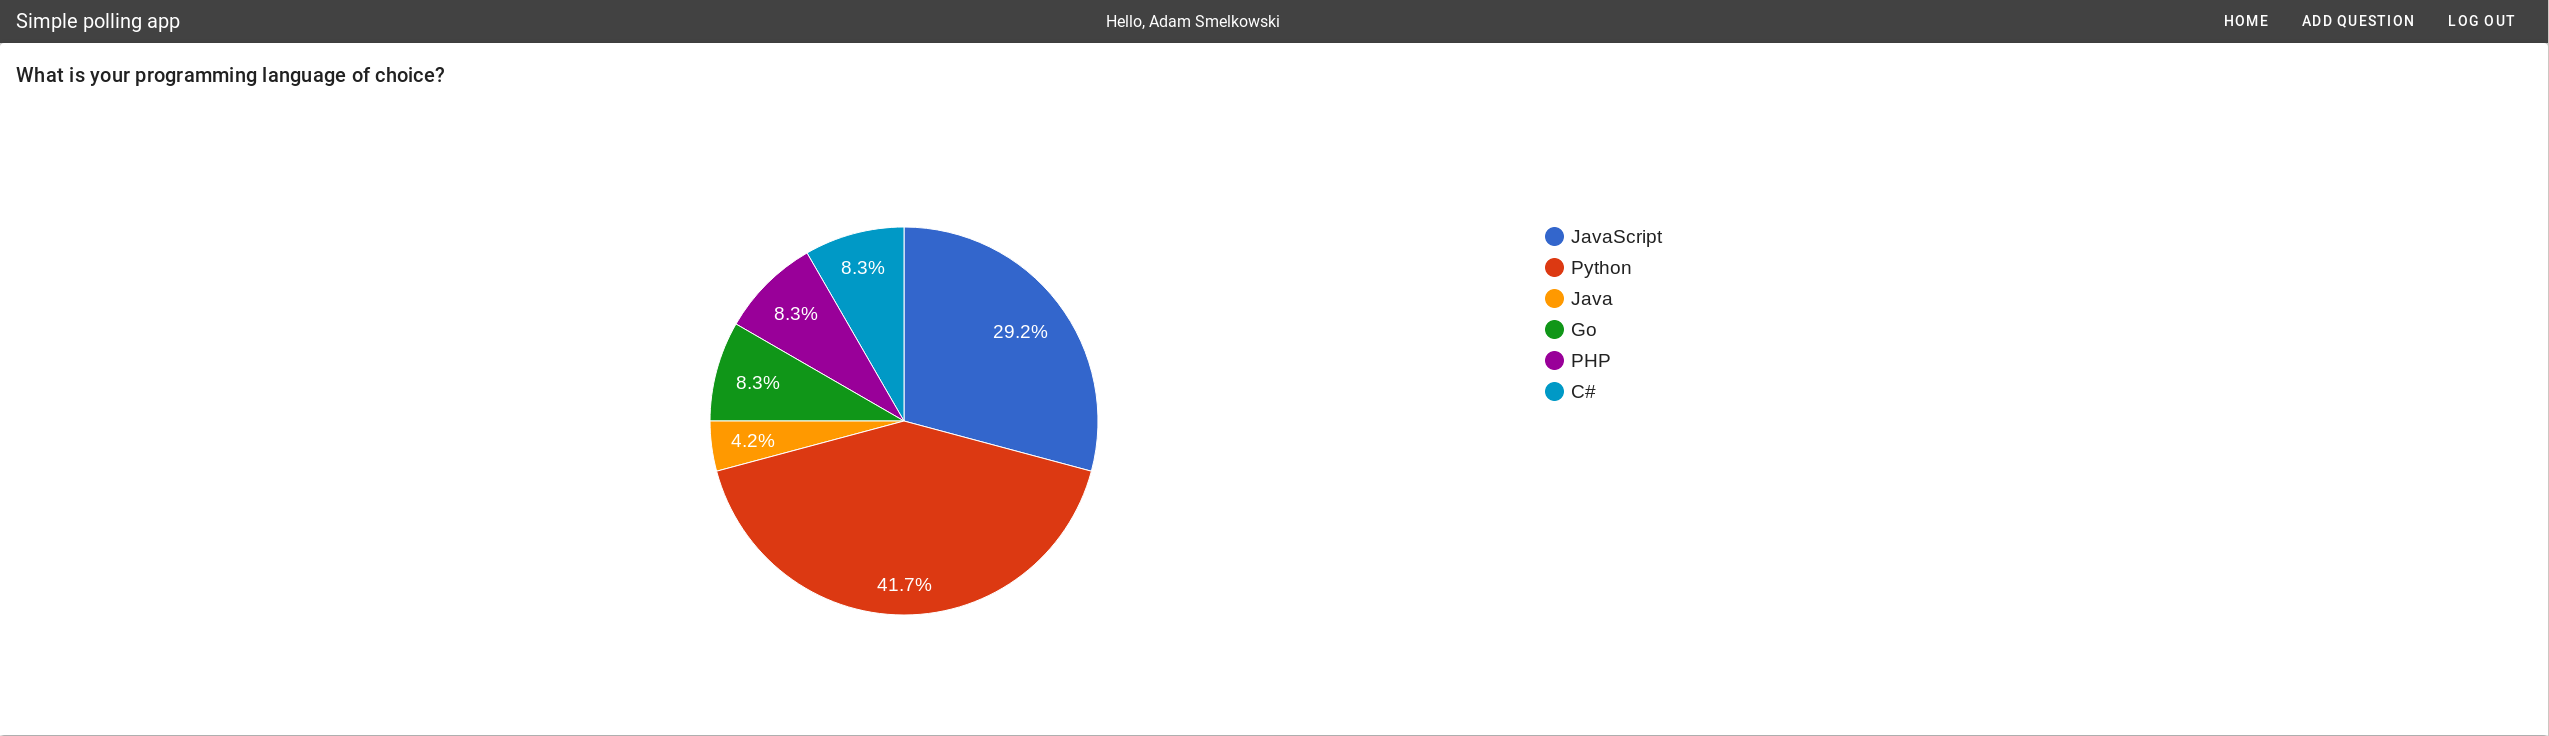 Simple polling app
Hello, Adam Smelkowski
HOME
ADD QUESTION
LOG OUT
What is your programming language of choice?
8.3%
29.2%
8.3%
8.3%
4.2%
41.7%
JavaScript
Python
Java
Go
PHP
C#